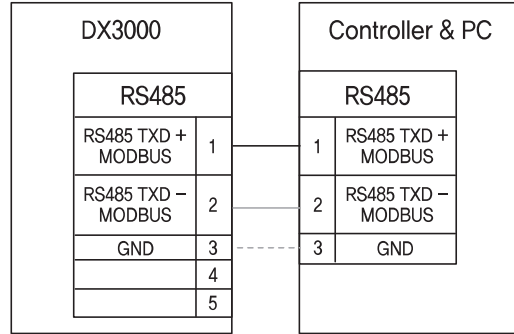 DX3000
Controller & PC
RS485
RS485 TXD +
MODBUS
1
RS485 TXD −
MODBUS
2
GND
3
4
5
RS485
1
RS485 TXD +
MODBUS
2
RS485 TXD −
MODBUS
3
GND